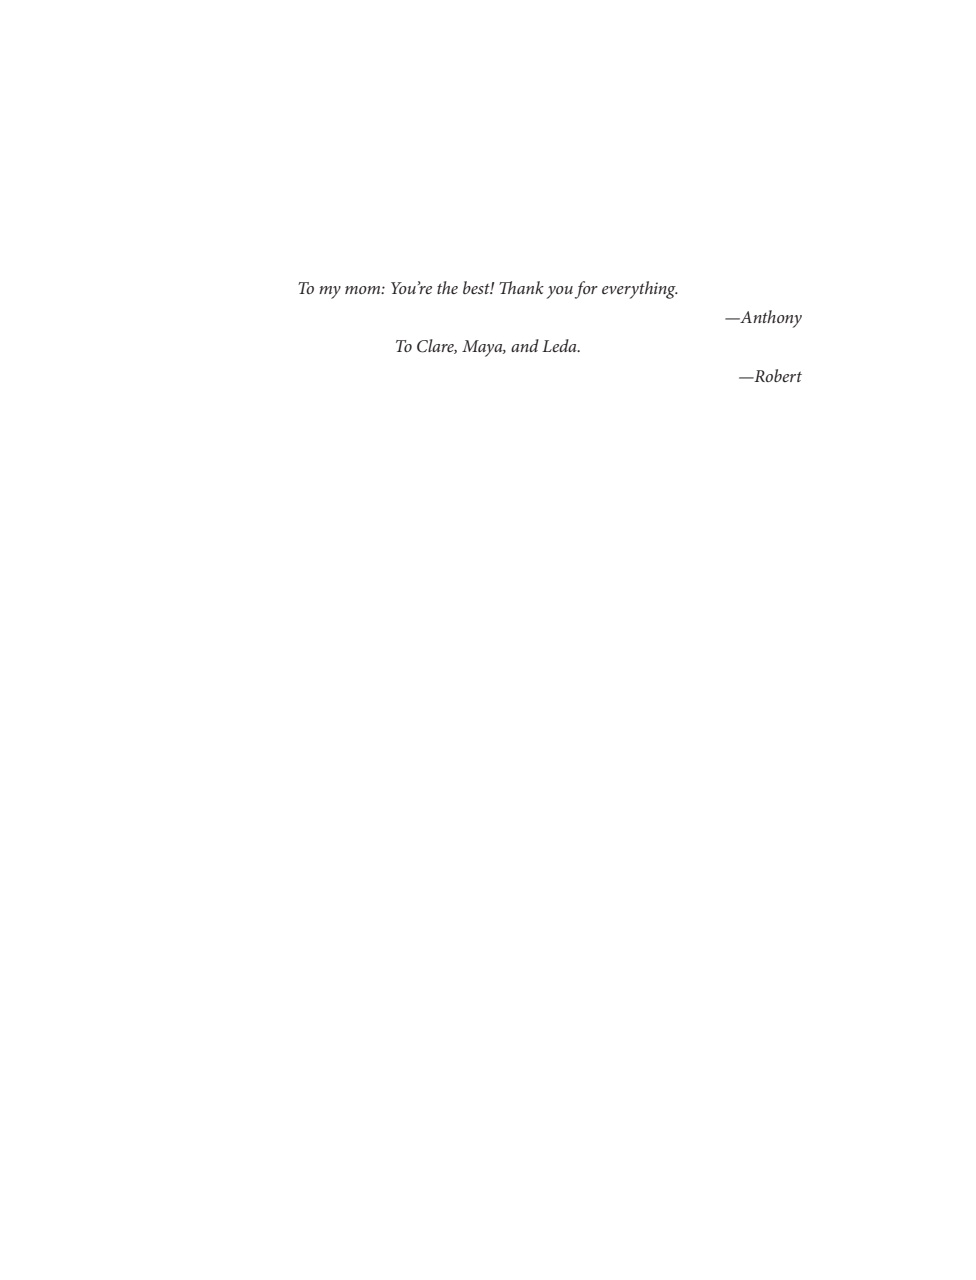 To my mom: You’re the best! Thank you for everything.
—Anthony
To Clare, Maya, and Leda.
—Robert